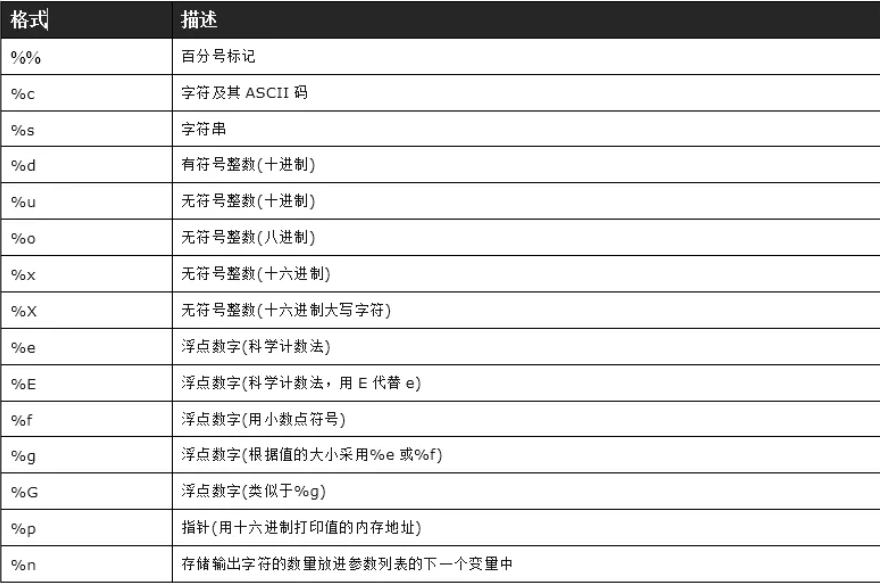 格式 描述
%% 百分号标记
%c 字符及其 ASCII 码
%s 字符串
%d 有符号整数(十进制)
%u 无符号整数(十进制)
%o 无符号整数(八进制)
%x 无符号整数(十六进制)
%X 无符号整数(十六进制大写字符)
%e 浮点数字(科学计数法)
%E 浮点数字(科学计数法，用 E 代替 e)
%f 浮点数字(用小数点符号)
%g 浮点数字(根据值的大小采用%e 或%f)
%G 浮点数字(类似于%g)
%p 指针(用十六进制打印值的内存地址)
%n 存储输出字符的数量放进参数列表的下一个变量中